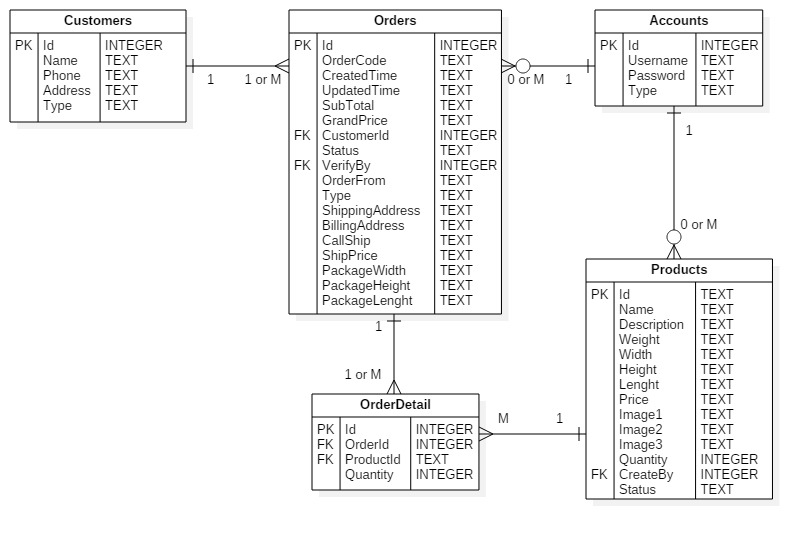 Customers
PK Id INTEGER
Name TEXT
Phone TEXT
Address TEXT
Type TEXT
1 1 or M
Orders
PK Id INTEGER
OrderCode TEXT
CreatedTime TEXT
UpdatedTime TEXT
SubTotal TEXT
GrandPrice TEXT
FK CustomerId INTEGER
Status TEXT
FK VerifyBy INTEGER
OrderFrom TEXT
Type TEXT
ShippingAddress TEXT
BillingAddress TEXT
CallShip TEXT
ShipPrice TEXT
PackageWidth TEXT
PackageHeight TEXT
PackageLenght TEXT
0 or M 1
Accounts
PK Id INTEGER
Username TEXT
Password TEXT
Type TEXT
1
0 or M
Products
PK Id TEXT
Name TEXT
Description TEXT
Weight TEXT
Width TEXT
Height TEXT
Lenght TEXT
Price TEXT
Image1 TEXT
Image2 TEXT
Image3 TEXT
Quantity INTEGER
FK CreateBy INTEGER
Status TEXT
1
1 or M
OrderDetail
PK Id INTEGER
FK OrderId INTEGER
FK ProductId TEXT
Quantity INTEGER
M 1